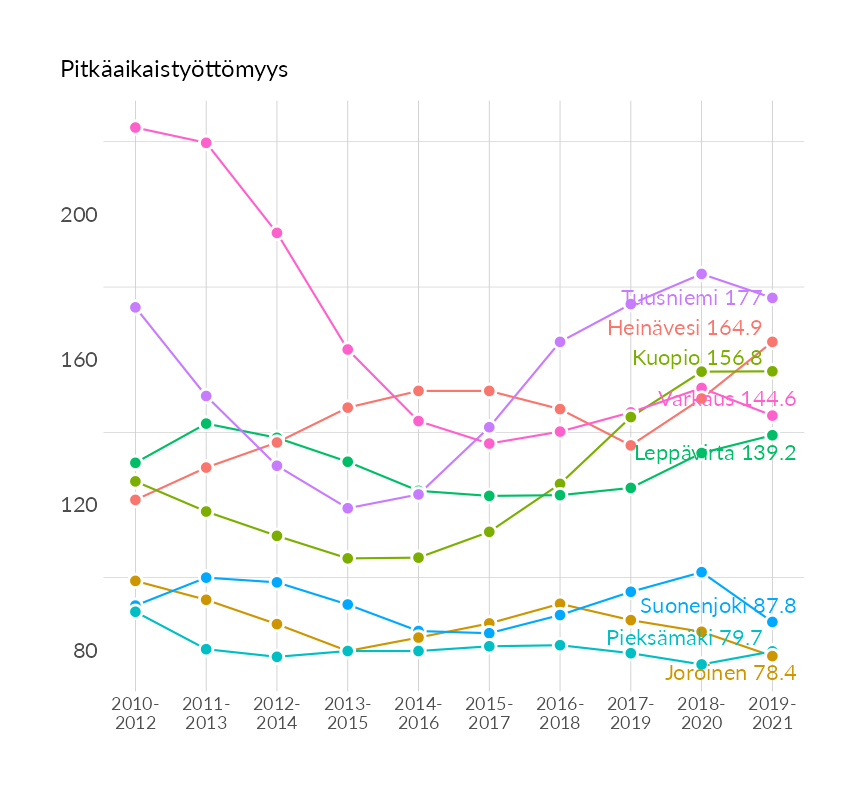 Pitkäaikaistyöttömyys
200
160
120
80
Tuusniemi 177
Heinävesi 164.9
Kuopio 156.8
Varkaus 144.6
Leppävirta 139.2
Suonenjoki 87.8
Pieksämäki 79.7
Joroinen 78.4
2010-
2012
2011-
2013
2012-
2014
2013-
2015
2014-
2016
2015-
2017
2016-
2018
2017-
2019
2018-
2020
2019-
2021